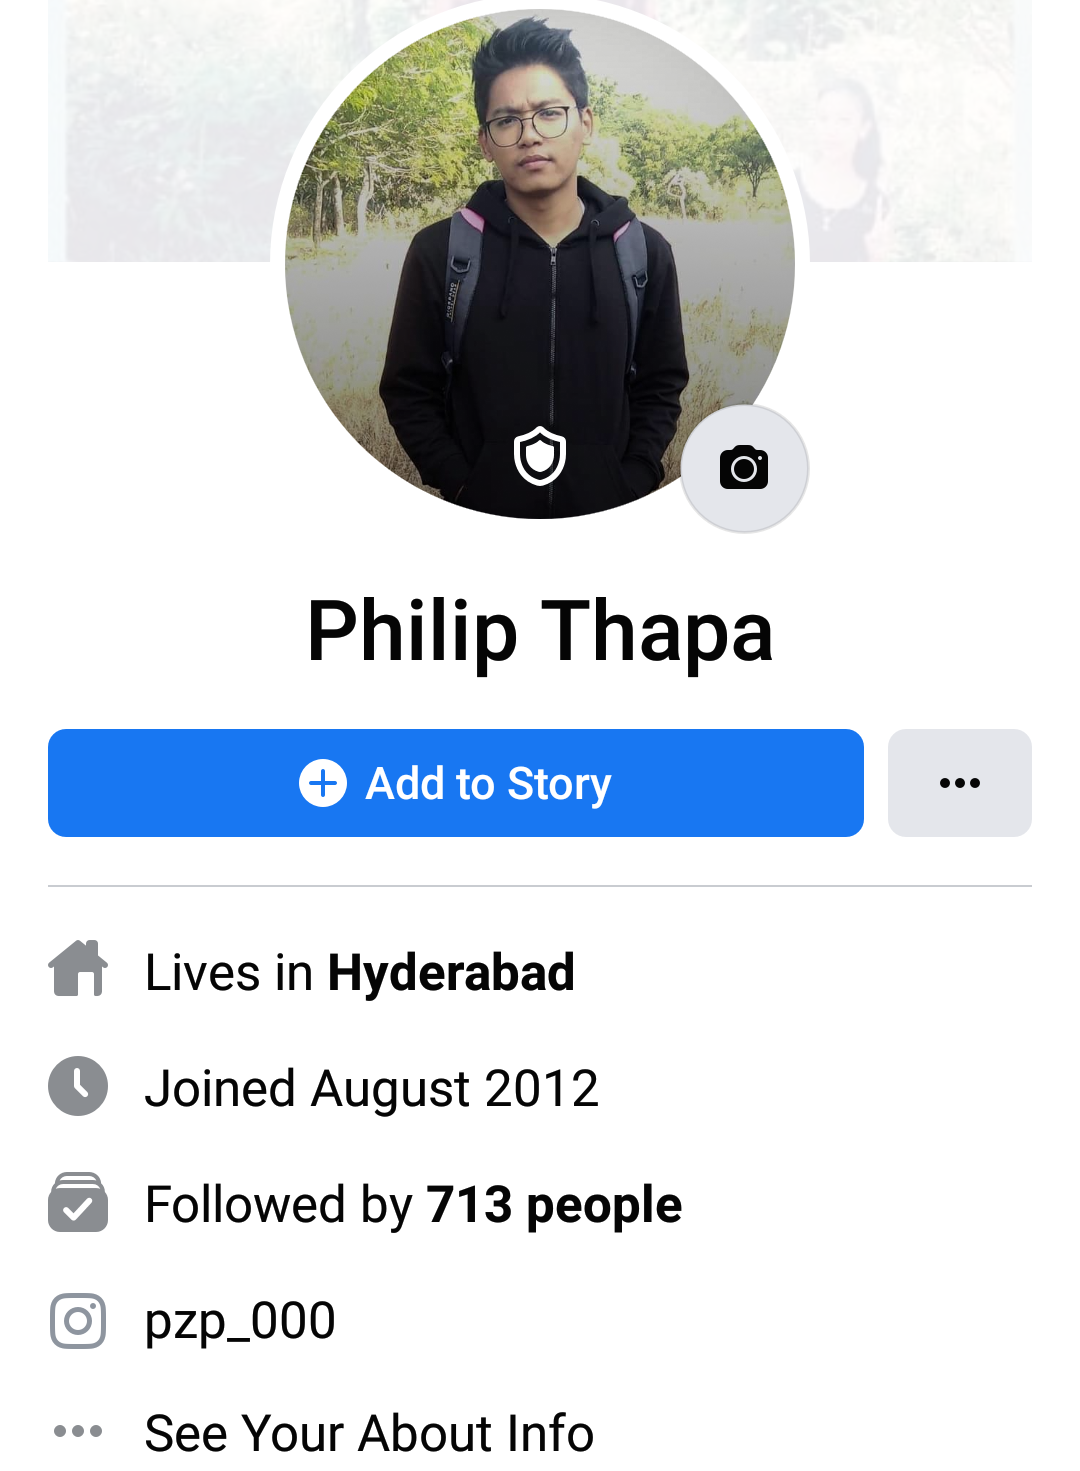 Philip Thapa
Add to Story
Lives in Hyderabad
Joined August 2012
Followed by 713 people
pzp_000
See Your About Info